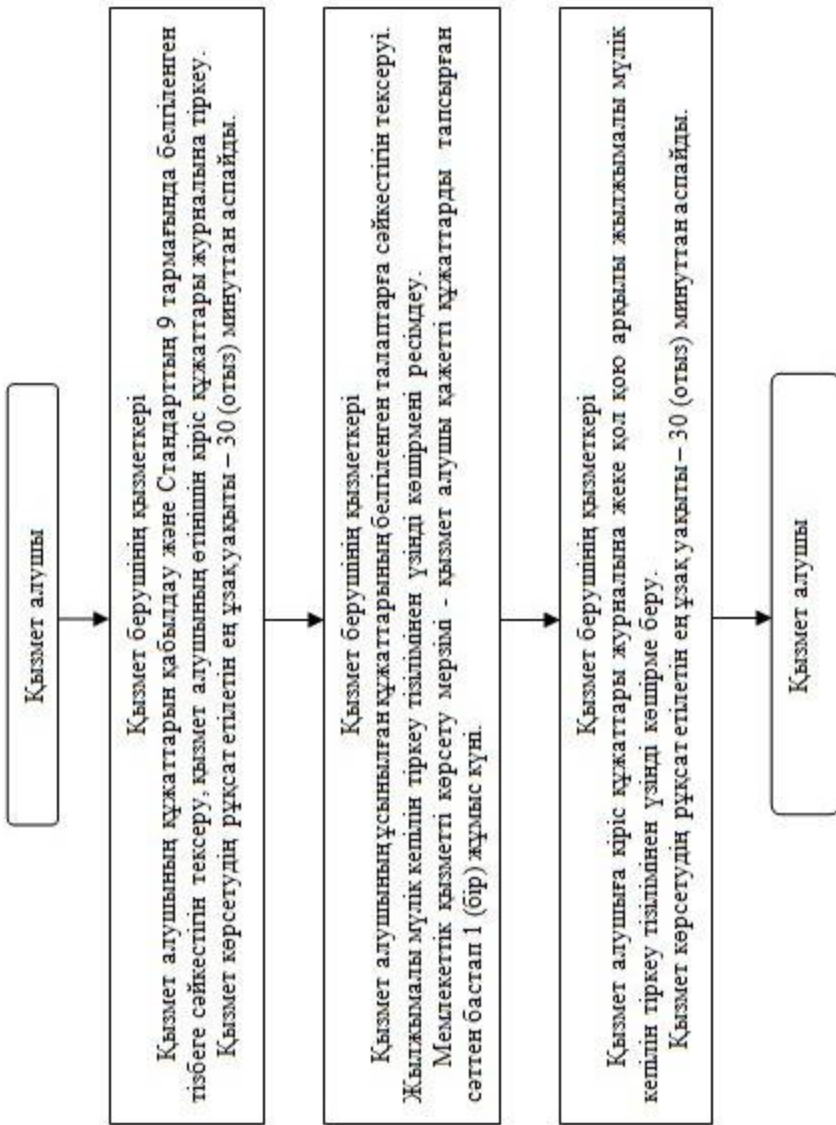 Қызмет алушы
Қызмет берушінің қызметкері
Қызмет алушының құжаттарын қабылдау және Стандарттың 9 тармағында белгіленген
тізбеге сәйкестігін тексеру, қызмет алушының өтінішін кіріс құжаттары журналына тіркеу.
Қызмет көрсетудің рұқсат етілетін ең ұзақ уақыты – 30 (отыз) минуттан аспайды.
Қызмет берушінің қызметкері
Қызмет алушының ұсынылған құжаттарының белгіленген талаптарға сәйкестігін тексеруі.
Жылжымалы мүлік кепілін тіркеу тізілімінен үзінді көшірмені ресімдеу.
Мемлекеттік қызметті көрсету мерзімі - қызмет алушы қажетті құжаттарды тапсырған
сәттен бастап 1 (бір) жұмыс күні.
Қызмет берушінің қызметкері
Қызмет алушыға кіріс құжаттары журналына жеке қол қою арқылы жылжымалы мүлік
кепілін тіркеу тізілімінен үзінді көшірме беру.
Қызмет көрсетудің рұқсат етілетін ең ұзақ уақыты – 30 (отыз) минуттан аспайды.
Қызмет алушы